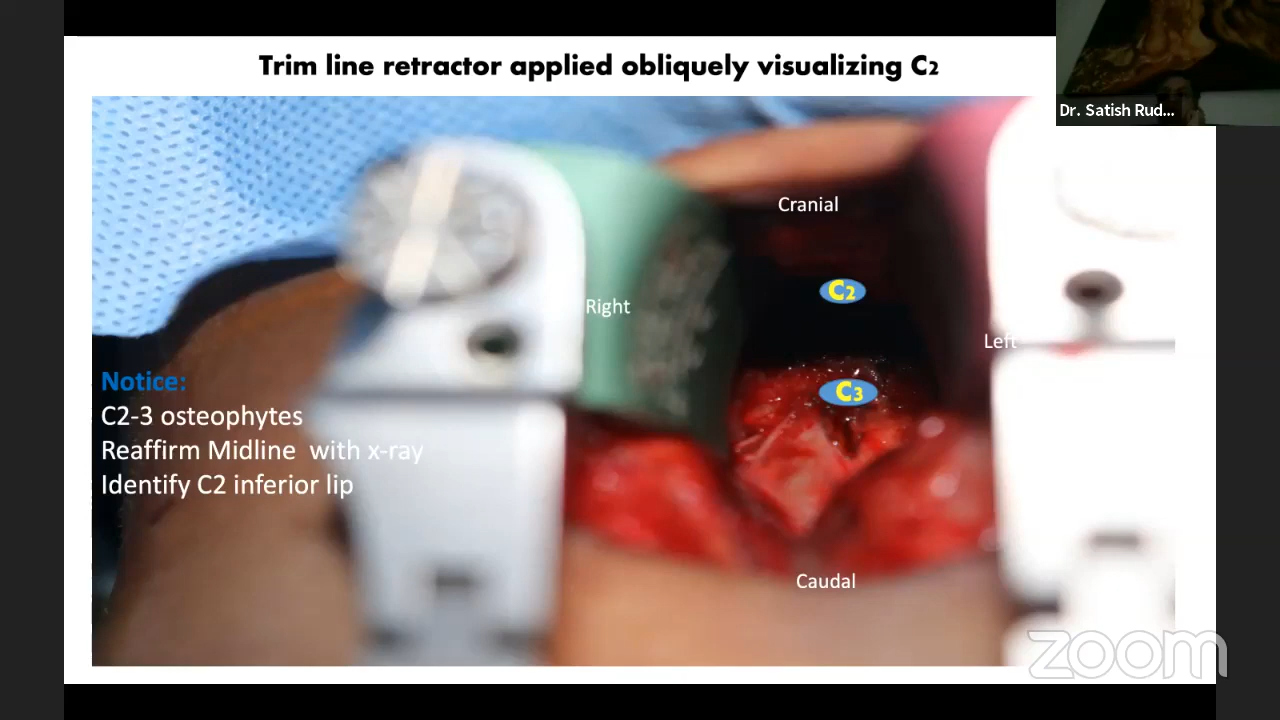 Trim line retractor applied obliquely visualizing C2
Dr. Satish Rud...
Cranial
C2
Right
Left
Notice:
C2-3 osteophytes
C3
Reaffirm Midline with x-ray
Identify C2 inferior lip
Caudal
zoom